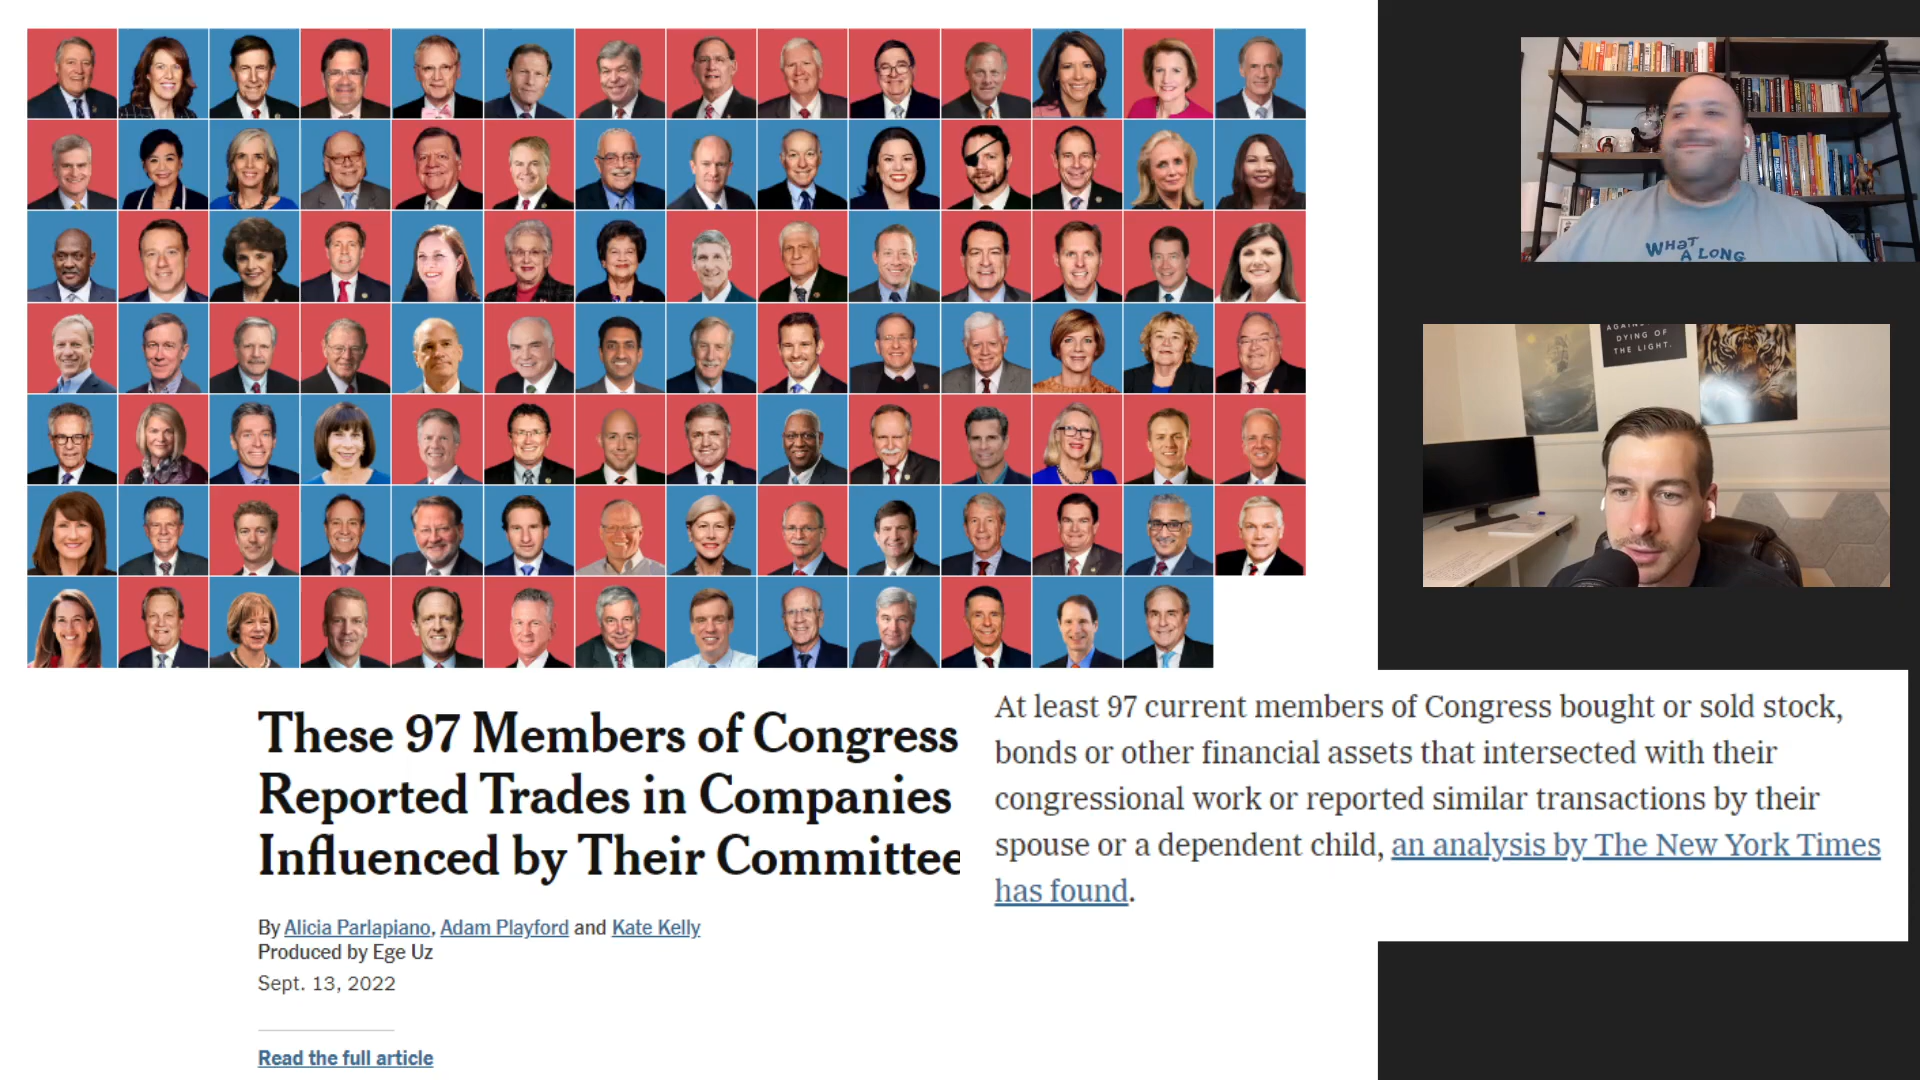 WHAT
A LONG
AGAINST
DYING OF
THE LIGHT.
These 97 Members of Congress
Reported Trades in Companies
Influenced by Their Committee
By Alicia Parlapiano, Adam Playford and Kate Kelly
Produced by Ege Uz
Sept. 13, 2022
Read the full article
At least 97 current members of Congress bought or sold stock,
bonds or other financial assets that intersected with their
congressional work or reported similar transactions by their
spouse or a dependent child, an analysis by The New York Times
has found.